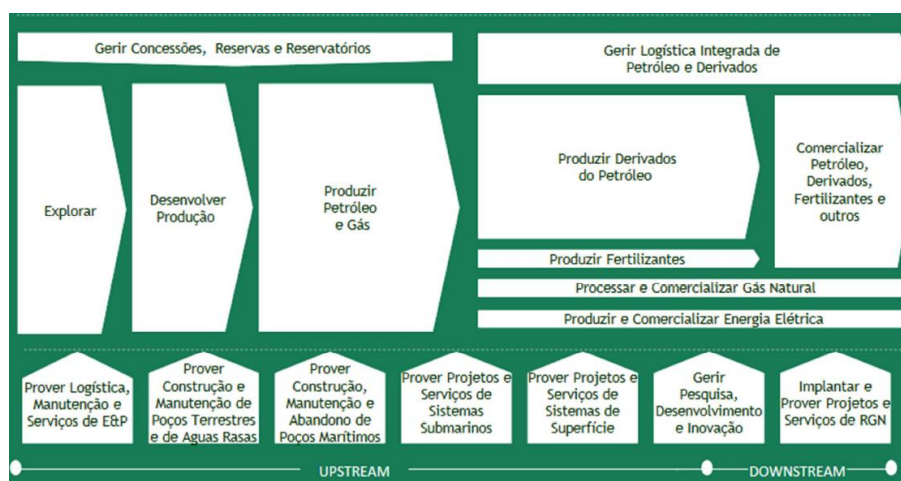 Gerir Concessões, Reservas e Reservatórios
Gerir Logística Integrada de
Petróleo e Derivados
Explorar
Desenvolver
Produção
Produzir
Petróleo
e Gás
Produzir Derivados
do Petróleo
Comercializar
Petróleo,
Derivados,
Fertilizantes e
outros
Produzir Fertilizantes
Processar e Comercializar Gás Natural
Produzir e Comercializar Energia Elétrica
Prover Logística,
Manutenção e
Serviços de E&P
Prover
Construção e
Manutenção de
Poços Terrestres
e de Aguas Rasas
Prover
Construção,
Manutenção e
Abandono de
Poços Marítimos
Prover Projetos e
Serviços de
Sistemas
Submarinos
Prover Projetos e
Serviços de
Sistemas de
Superfície
Gerir
Pesquisa,
Desenvolvimento
e Inovação
Implantar e
Prover Projetos e
Serviços de RGN
UPSTREAM
DOWNSTREAM